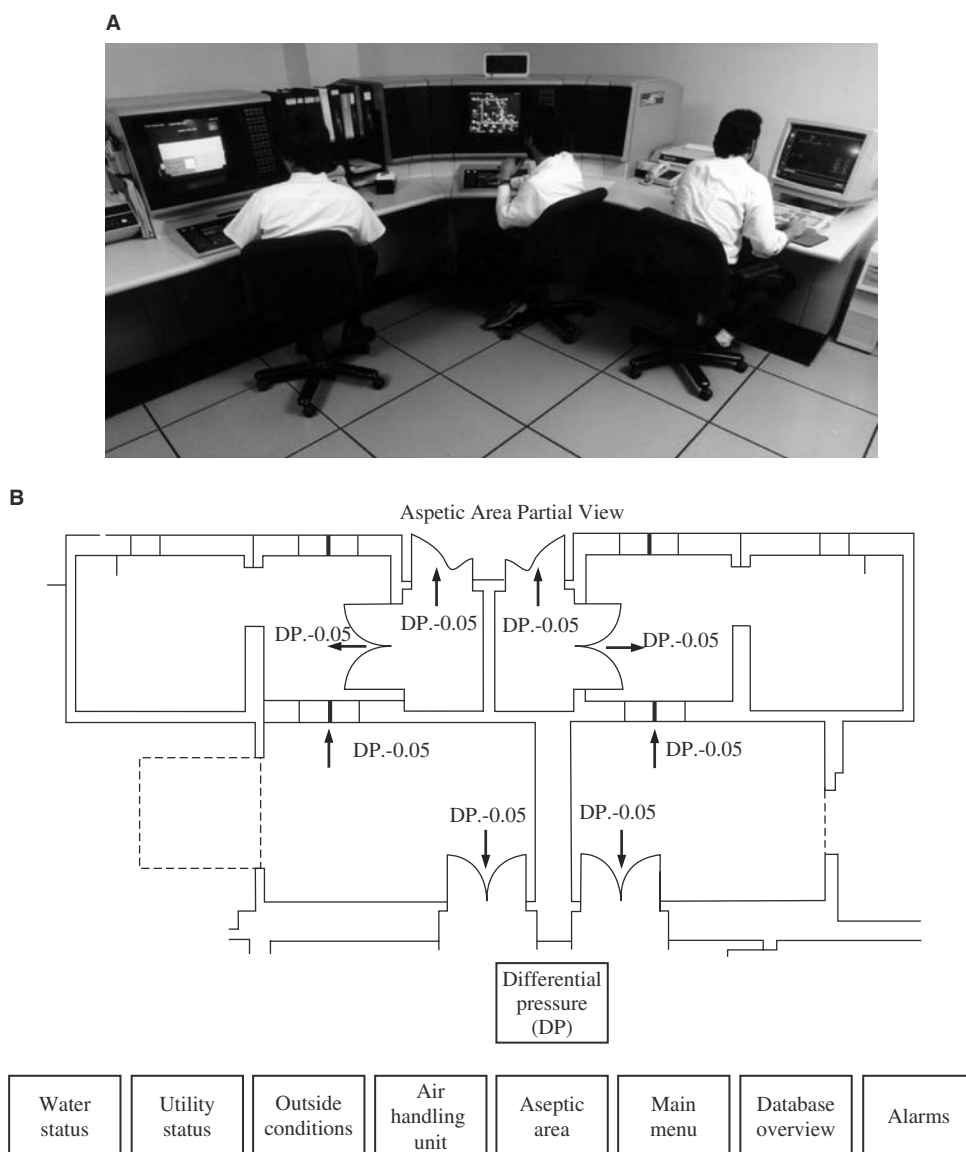 A
B
Aspetic Area Partial View
DP.-0.05
DP.-0.05
DP.-0.05
DP.-0.05
DP.-0.05
DP.-0.05
DP.-0.05
DP.-0.05
Differential
pressure
(DP)
Water
status
Utility
status
Outside
conditions
Air
handling
unit
Aseptic
area
Main
menu
Database
overview
Alarms